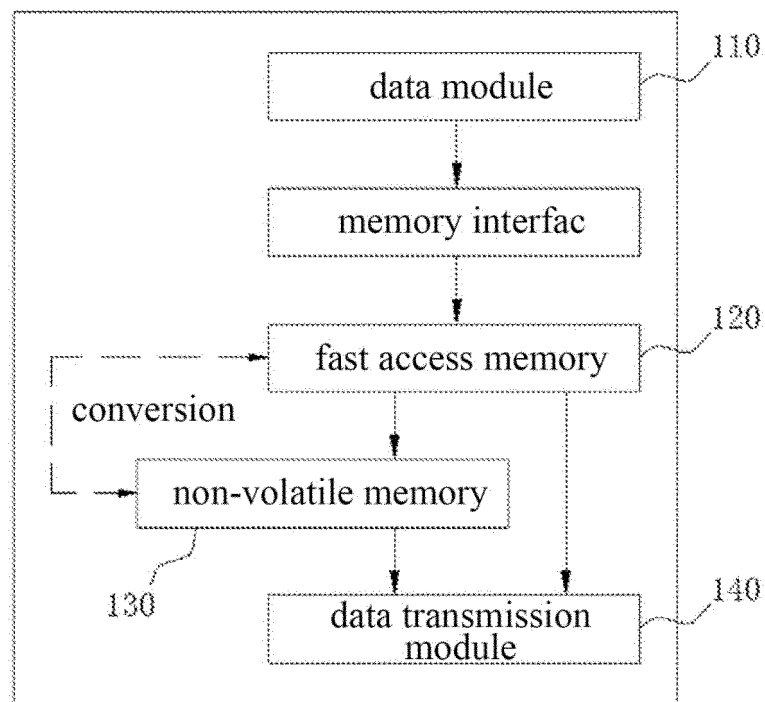 110
data module
memory interfac
120
fast access memory
conversion
non-volatile memory
130
140
data transmission
module